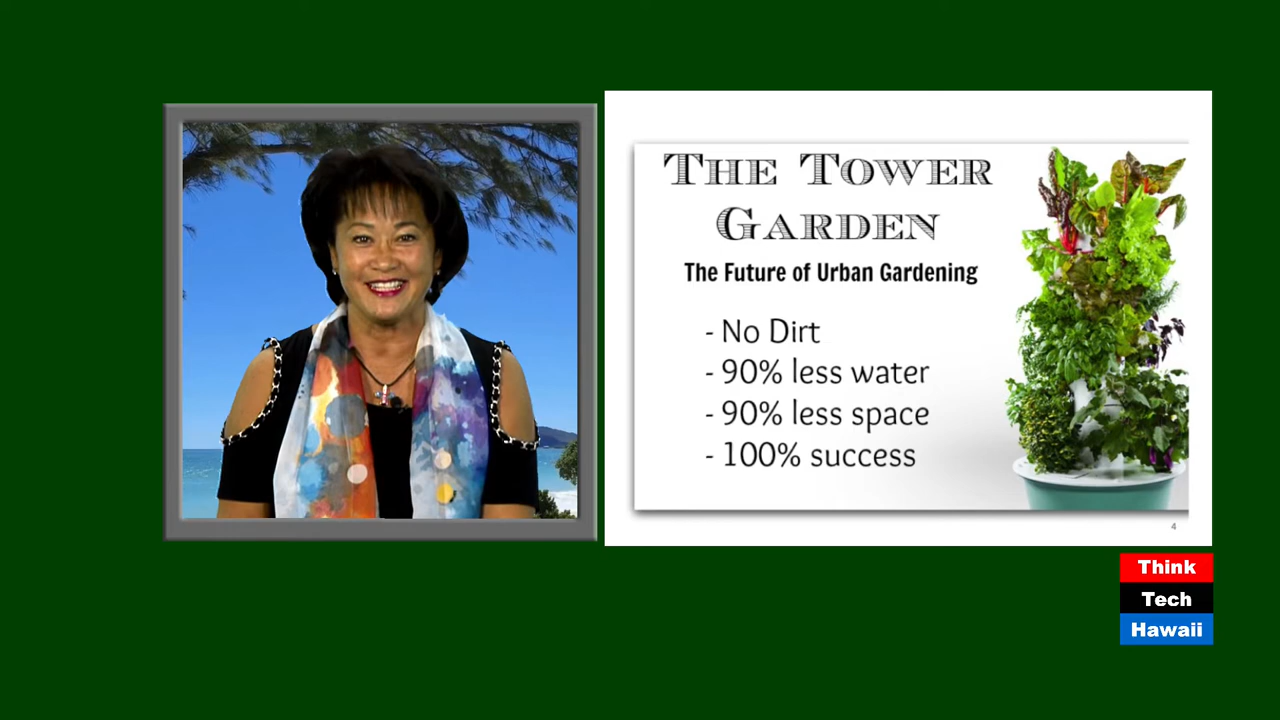 The Tower
Garden
The Future of Urban Gardening
- No Dirt
- 90% less water
- 90% less space
- 100% success
4
Think
Tech
Hawaii